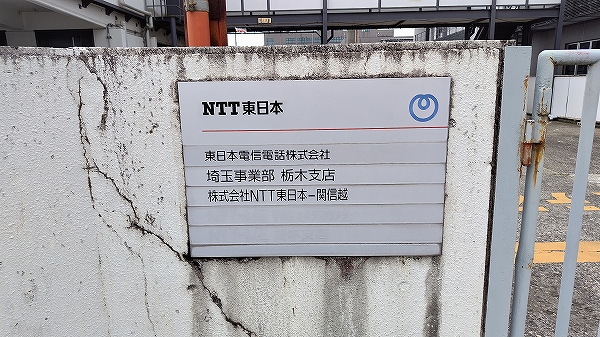 NTT東日本
東日本電信電話株式会社
埼玉事業部 栃木支店
株式会社NTT東日本−関信越